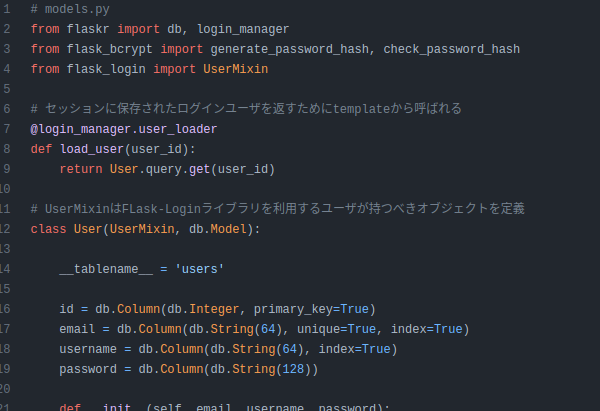 1 # models.py
2 from flaskr import db, login_manager
3 from flask_bcrypt import generate_password_hash, check_password_hash
4 from flask_login import UserMixin
5
6 # セッションに保存されたログインユーザを返すためにtemplateから呼ばれる
7 @login_manager.user_loader
8 def load_user(user_id):
9     return User.query.get(user_id)
10
11 # UserMixinはFLask-Loginライブラリを利用するユーザが持つべきオブジェクトを定義
12 class User(UserMixin, db.Model):
13
14     __tablename__ = 'users'
15
16     id = db.Column(db.Integer, primary_key=True)
17     email = db.Column(db.String(64), unique=True, index=True)
18     username = db.Column(db.String(64), index=True)
19     password = db.Column(db.String(128))
20
21     def __init__(self, email, username, password):